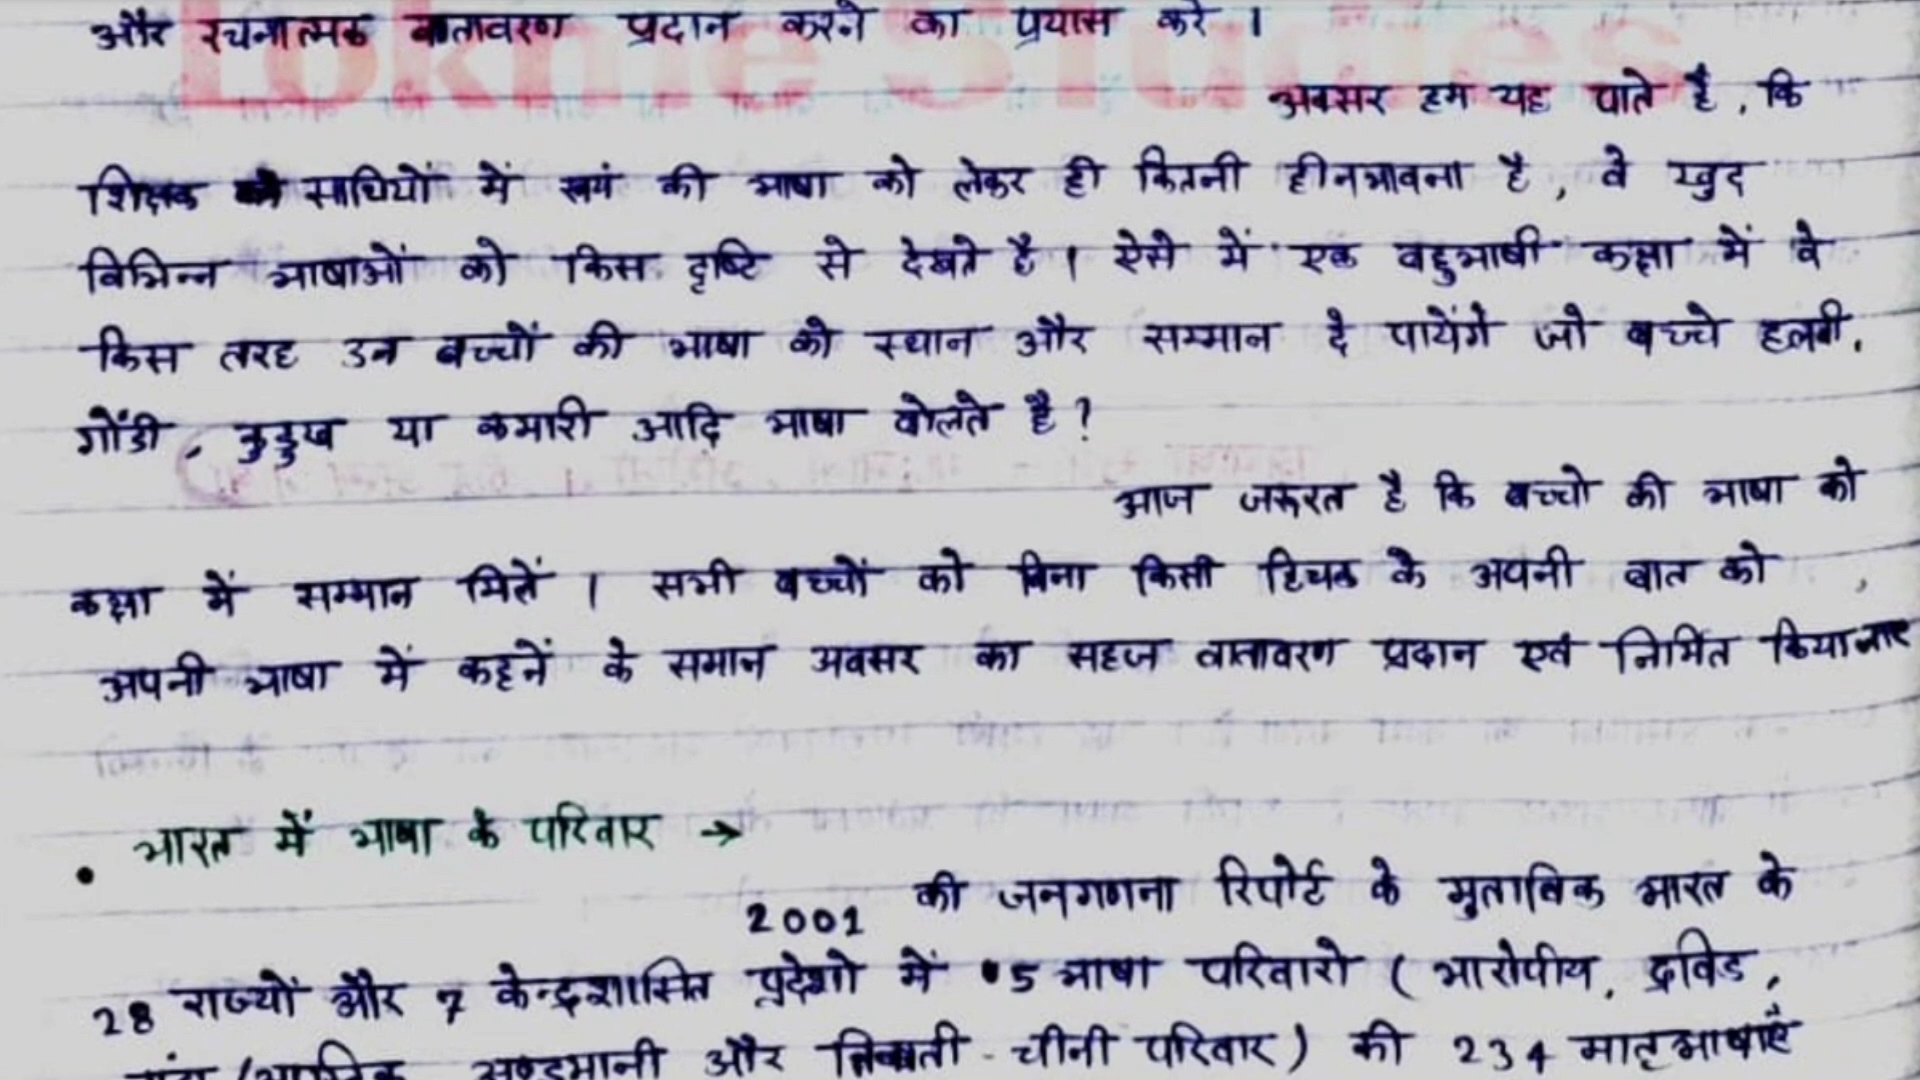 और रचनात्मक वातावरण प्रदान करने का प्रयास करे ।
Lokme Studies
अक्सर हम यह पाते है, कि
शिक्षक साथियों में स्वयं की भाषा को लेकर ही कितनी हीनभावना है, वे खुद
विभिन्न भाषाओं को किस दृष्टि से देखते है । ऐसे में एक बहुभाषी कक्षा में वे
किस तरह उन बच्चों की भाषा को स्थान और सम्मान दे पायेंगे जो बच्चे हलबी,
गोंडी, कुडुख या कमारी आदि भाषा बोलते है ?
आज जरूरत है कि बच्चो की भाषा को
कक्षा में सम्मान मिलें । सभी बच्चों को बिना किसी हिचक के अपनी बात को
अपनी भाषा में कहनें के समान अवसर का सहज वातावरण प्रदान एवं निर्मित किया जाए
• भारत में भाषा के परिवार →
2001 की जनगणना रिपोर्ट के मुताबिक भारत के
28 राज्यों और 7 केन्द्रशासित प्रदेशो में 5 भाषा परिवारो ( भारोपीय, द्रविड,
अण्डमानी और तिब्बती - चीनी परिवार ) की 234 मातृभाषाएँ